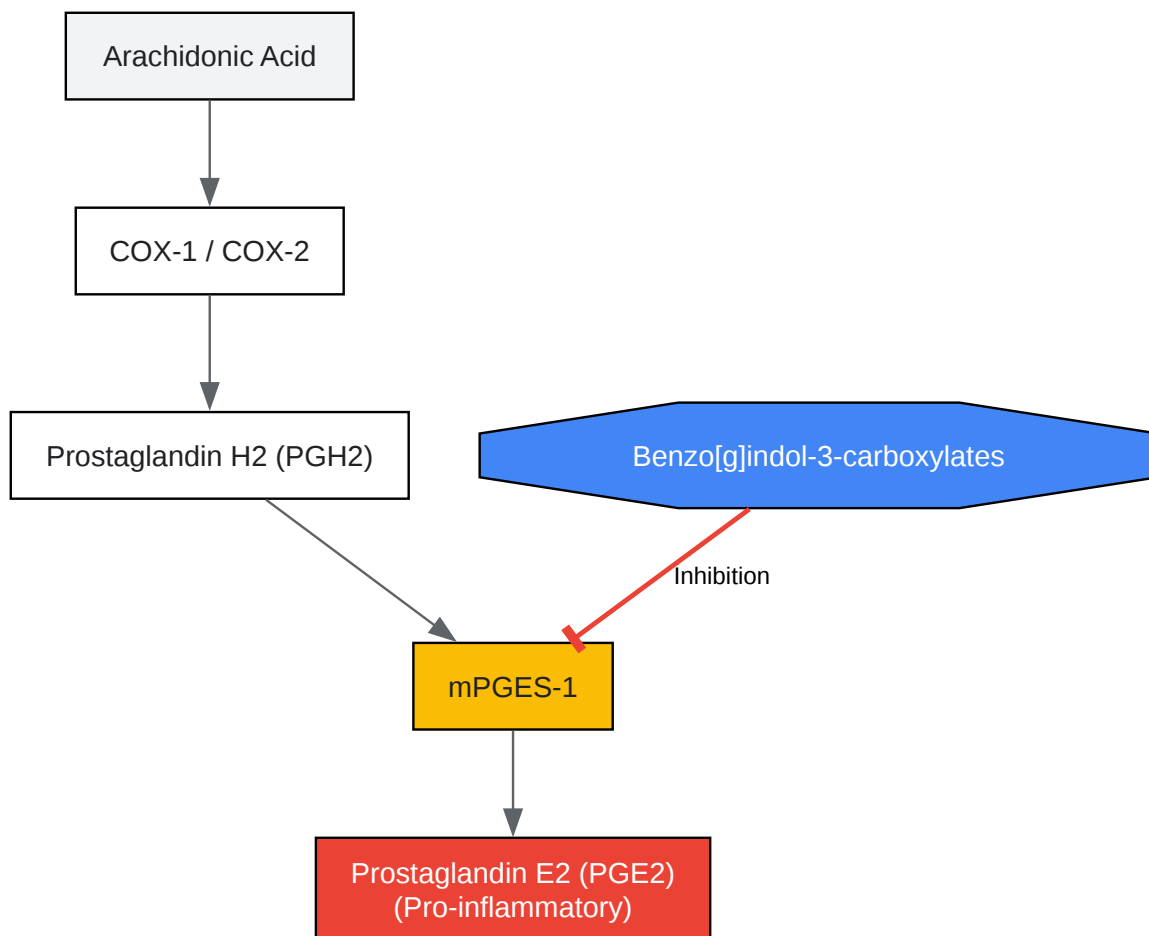 Arachidonic Acid
COX-1 / COX-2
Prostaglandin H2 (PGH2)
Benzo[g]indol-3-carboxylates
Inhibition
mPGES-1
Prostaglandin E2 (PGE2)
(Pro-inflammatory)